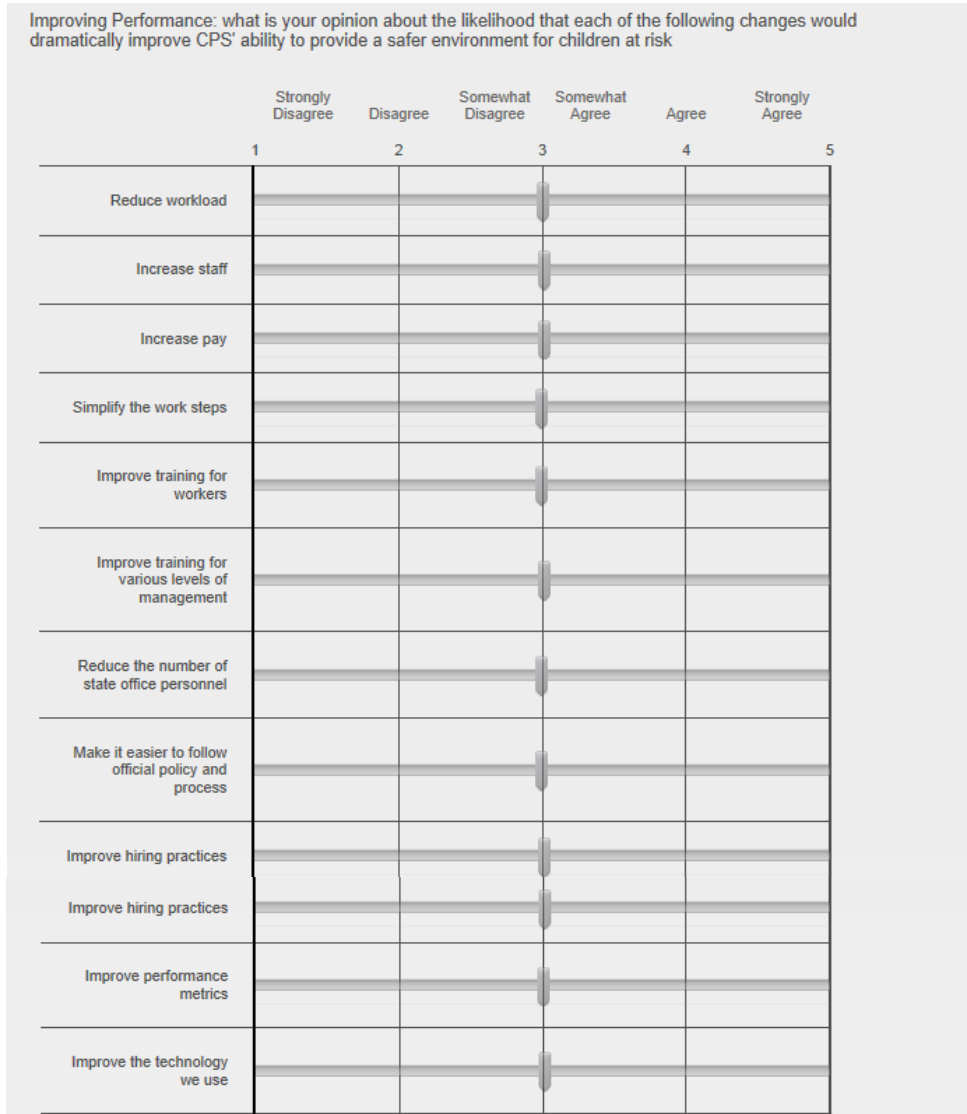 Improving Performance: what is your opinion about the likelihood that each of the following changes would
dramatically improve CPS' ability to provide a safer environment for children at risk
Strongly Disagree
Disagree
Somewhat Disagree
Somewhat Agree
Agree
Strongly Agree
1 2 3 4 5
Reduce workload
Increase staff
Increase pay
Simplify the work steps
Improve training for
workers
Improve training for
various levels of
management
Reduce the number of
state office personnel
Make it easier to follow
official policy and
process
Improve hiring practices
Improve hiring practices
Improve performance
metrics
Improve the technology
we use